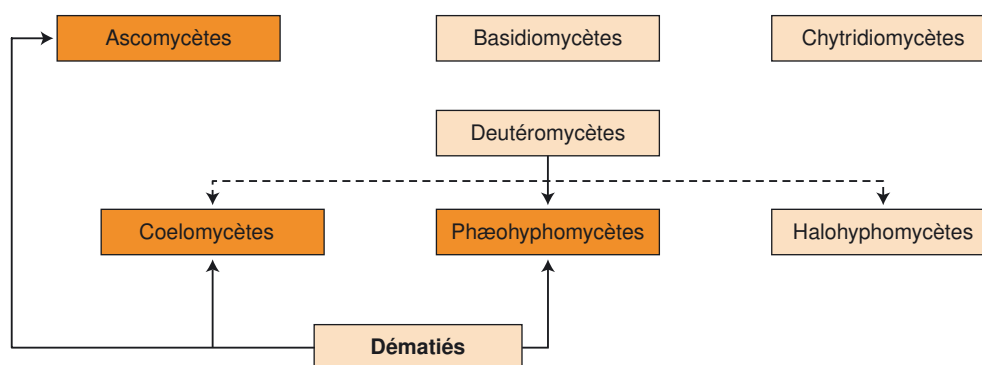 Ascomycètes
Basidiomycètes
Chytridiomycètes
Deutéromycètes
Coelomycètes
Phæohyphomycètes
Halohyphomycètes
Dématiés